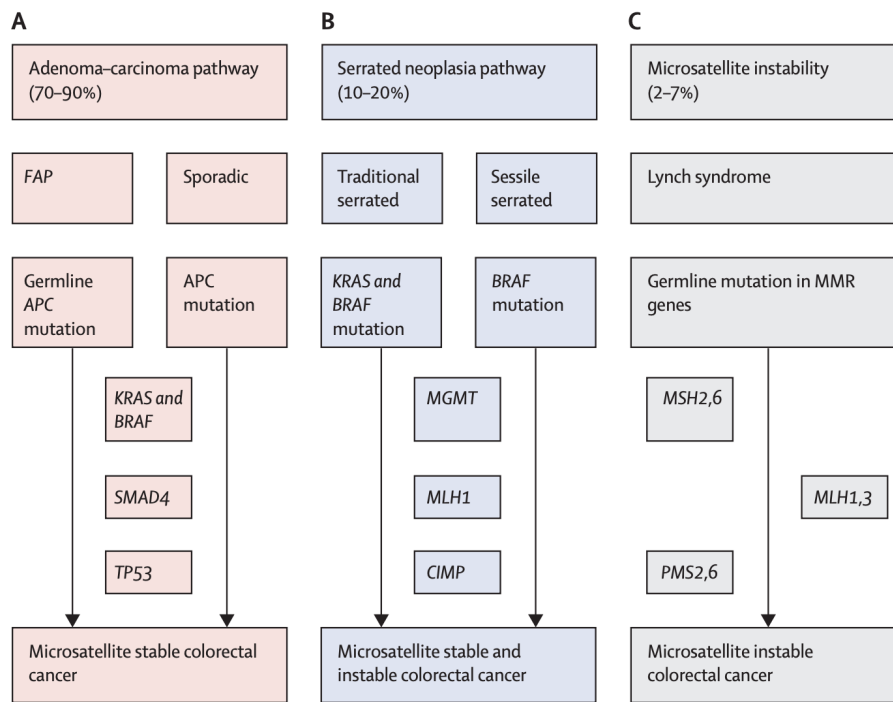 A
Adenoma–carcinoma pathway
(70–90%)
FAP
Sporadic
Germline
APC
mutation
APC
mutation
KRAS and
BRAF
SMAD4
TP53
Microsatellite stable colorectal
cancer
B
Serrated neoplasia pathway
(10–20%)
Traditional
serrated
Sessile
serrated
KRAS and
BRAF
mutation
BRAF
mutation
MGMT
MLH1
CIMP
Microsatellite stable and
instable colorectal cancer
C
Microsatellite instability
(2–7%)
Lynch syndrome
Germline mutation in MMR
genes
MSH2,6
MLH1,3
PMS2,6
Microsatellite instable
colorectal cancer